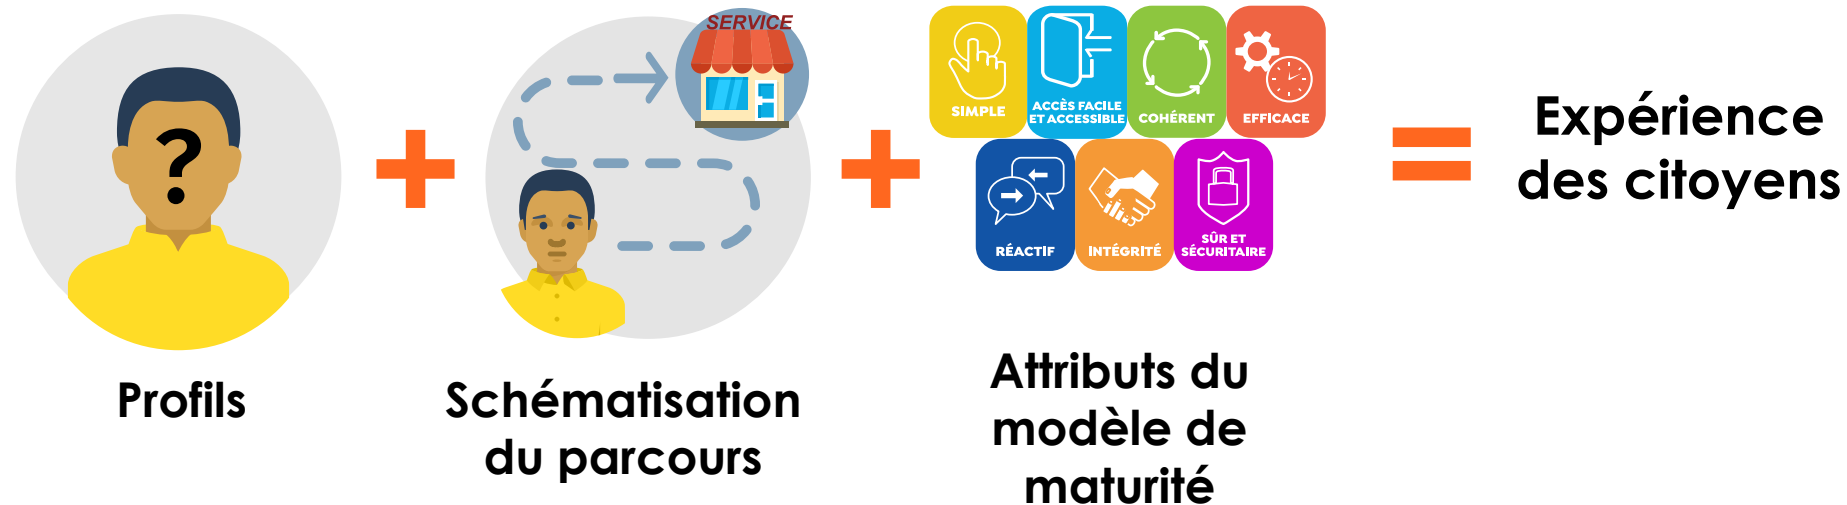 ?
SERVICE
SIMPLE
ACCÈS FACILE
ET ACCESSIBLE
COHÉRENT
EFFICACE
RÉACTIF
INTÉGRITÉ
SÛR ET
SÉCURITAIRE
Profils
+
Schématisation
du parcours
+
Attributs du
modèle de
maturité
=
Expérience
des citoyens